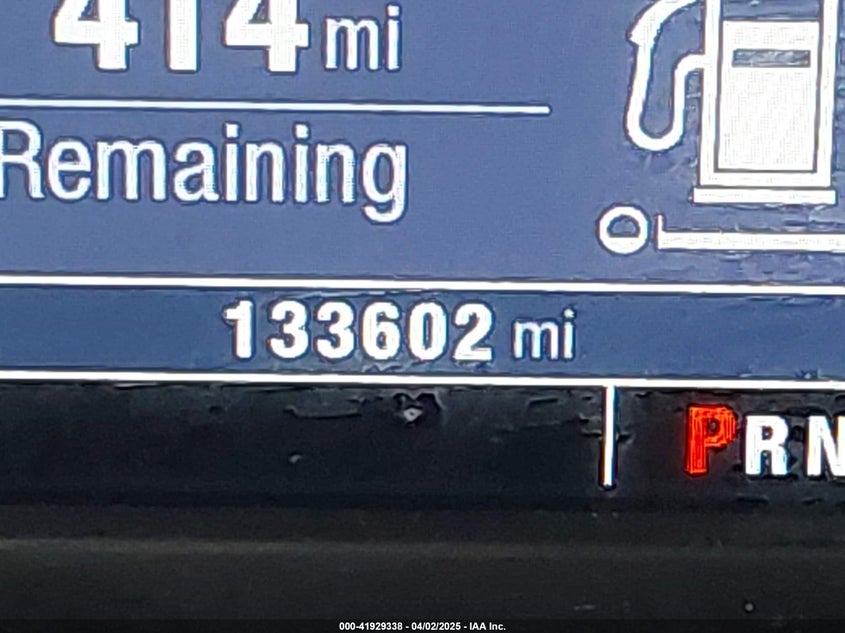 414 mi
Remaining
133602 mi
PRN
000-41929338 - 04/02/2025 - IAA Inc.